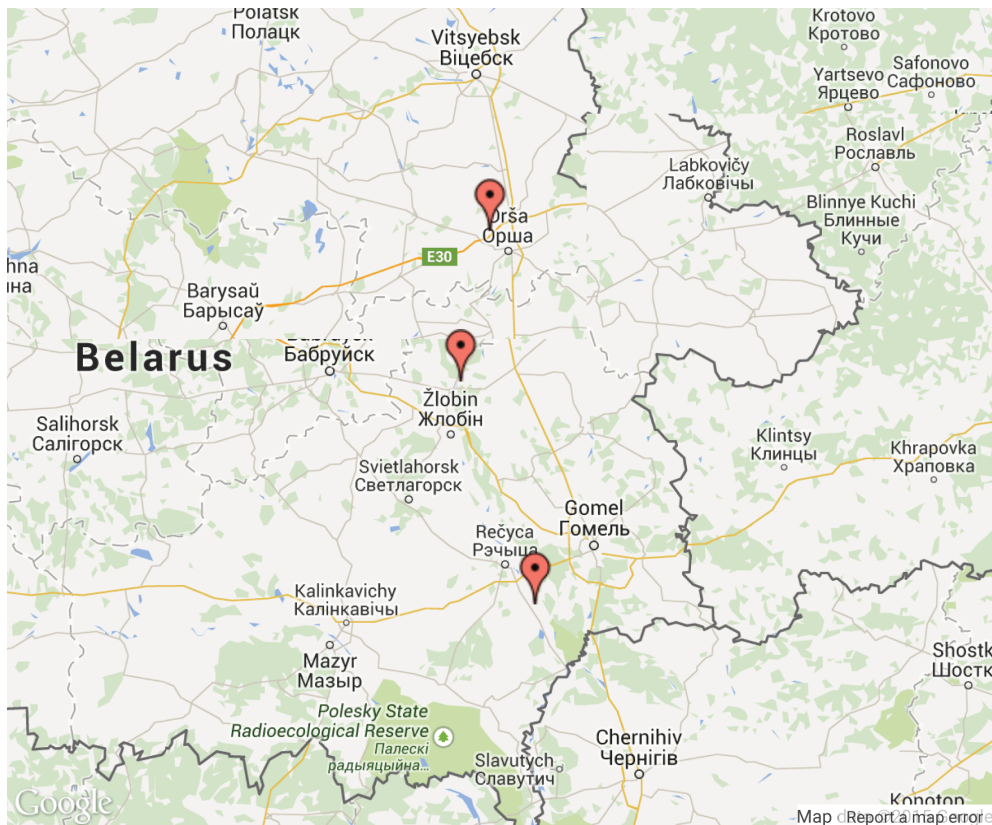 Polatsk
Полацк
Krotovo
Кротово
Vitsyebsk
Віцебск
Safonovo
Сафоново
Yartsevo
Ярцево
Roslavl
Рославль
Labkovičy
Лабковічы
Blinnye Kuchi
Блинные
Кучи
Orša
Орша
E30
hna
Barysaŭ
Барысаў
Belarus
Бабруйск
Žlobin
Жлобін
Salihorsk
Салігорск
Klintsy
Клинцы
Khrapovka
Храповка
Svietlahorsk
Светлагорск
Gomel
Гомель
Rečyca
Рэчыца
Kalinkavichy
Калінкавічы
Mazyr
Мазыр
Shostk
Шостк
Polesky State
Radioecological Reserve
Палескі
радыяцыйна...
Chernihiv
Чернігів
Slavutych
Славутич
Konotop
Google
Map Report a map error